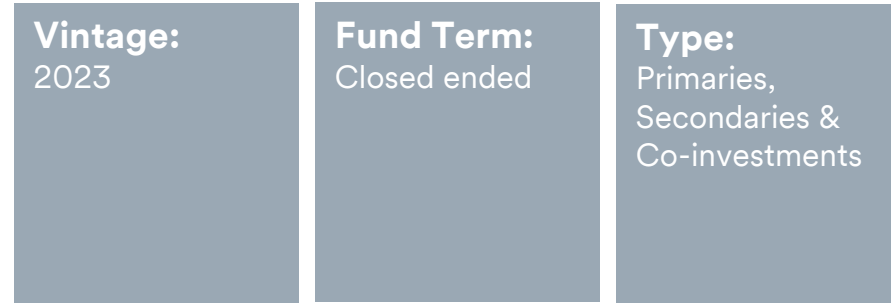 Vintage:
2023
Fund Term:
Closed ended
Type:
Primaries,
Secondaries &
Co-investments